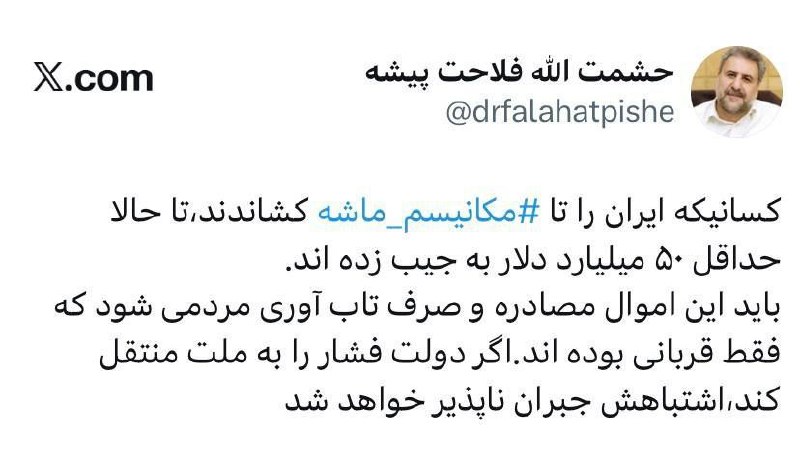 حشمت الله فلاحت پیشه
X.com
@drfalahatpishe
کسانیکه ایران را تا #مکانیسم_ماشه کشاندند،تا حالا
حداقل ۵۰ میلیارد دلار به جیب زده اند.
باید این اموال مصادره و صرف تاب آوری مردمی شود که
فقط قربانی بوده اند.اگر دولت فشار را به ملت منتقل
کند،اشتباهش جبران ناپذیر خواهد شد